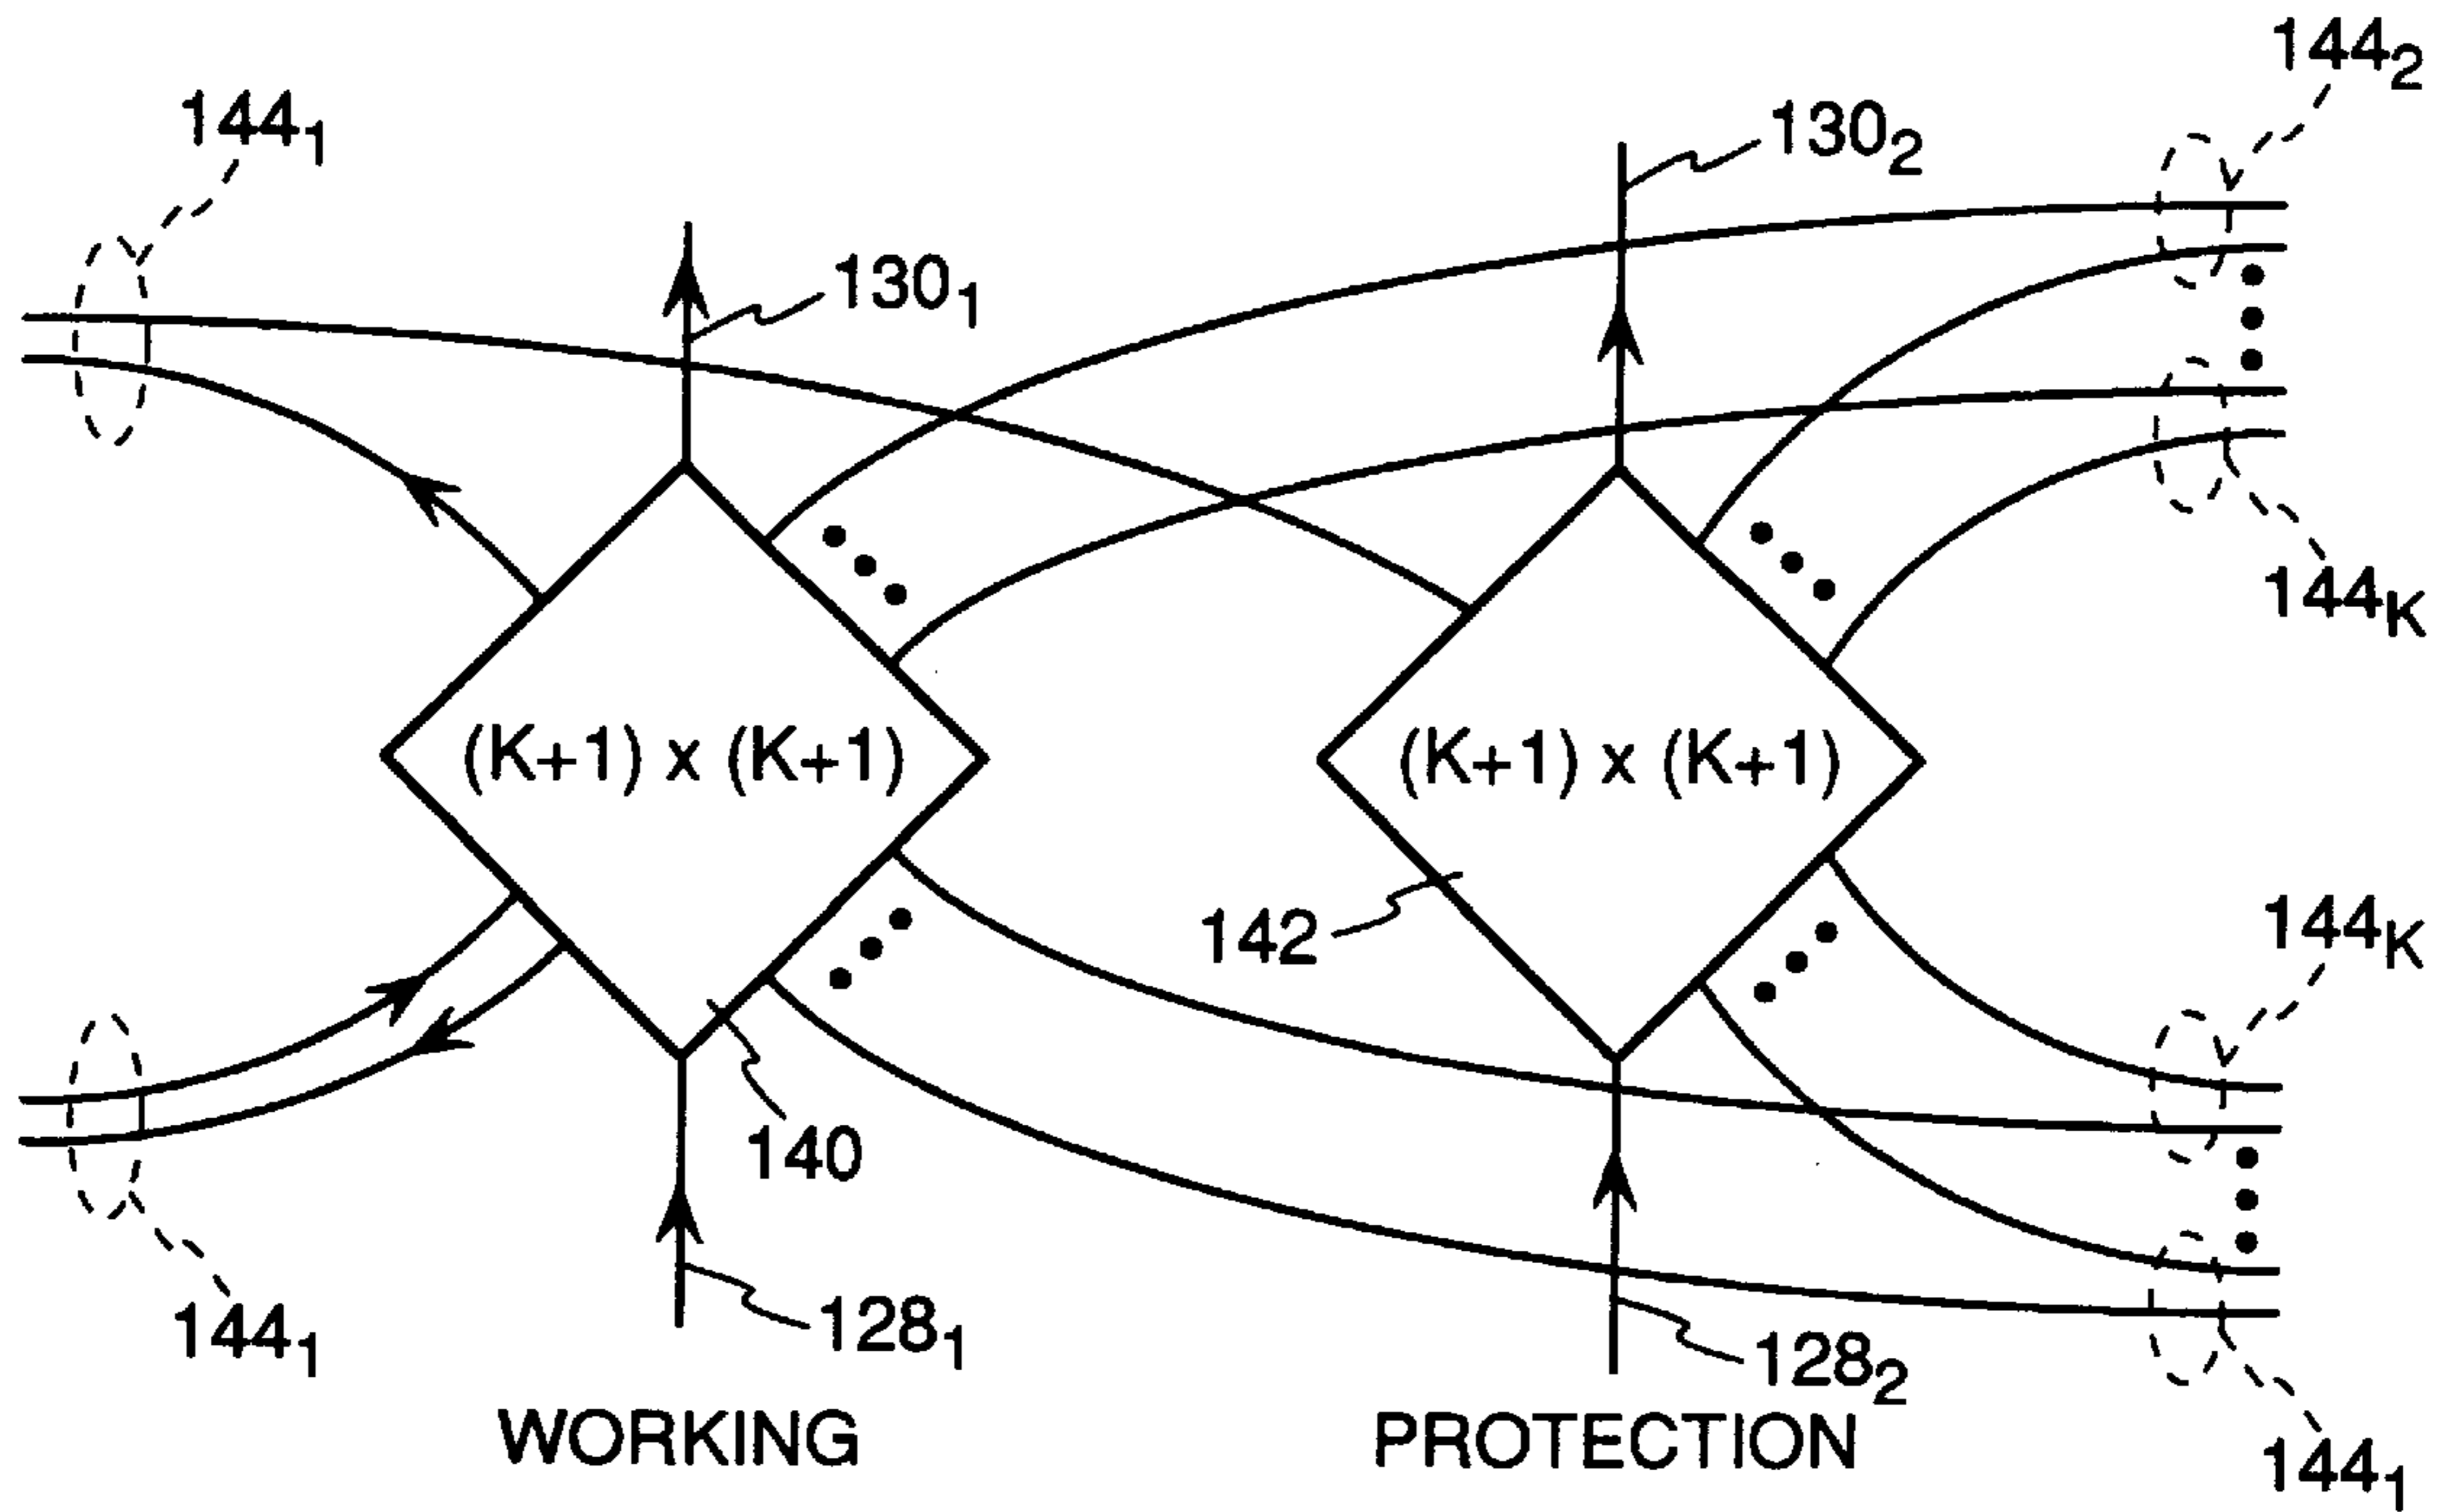 144₂
144₁
130₂
130₁
144K
(K+1) x (K+1)
(K+1) x (K+1)
142
144K
140
128₁
144₁
128₂
WORKING
PROTECTION
144₁